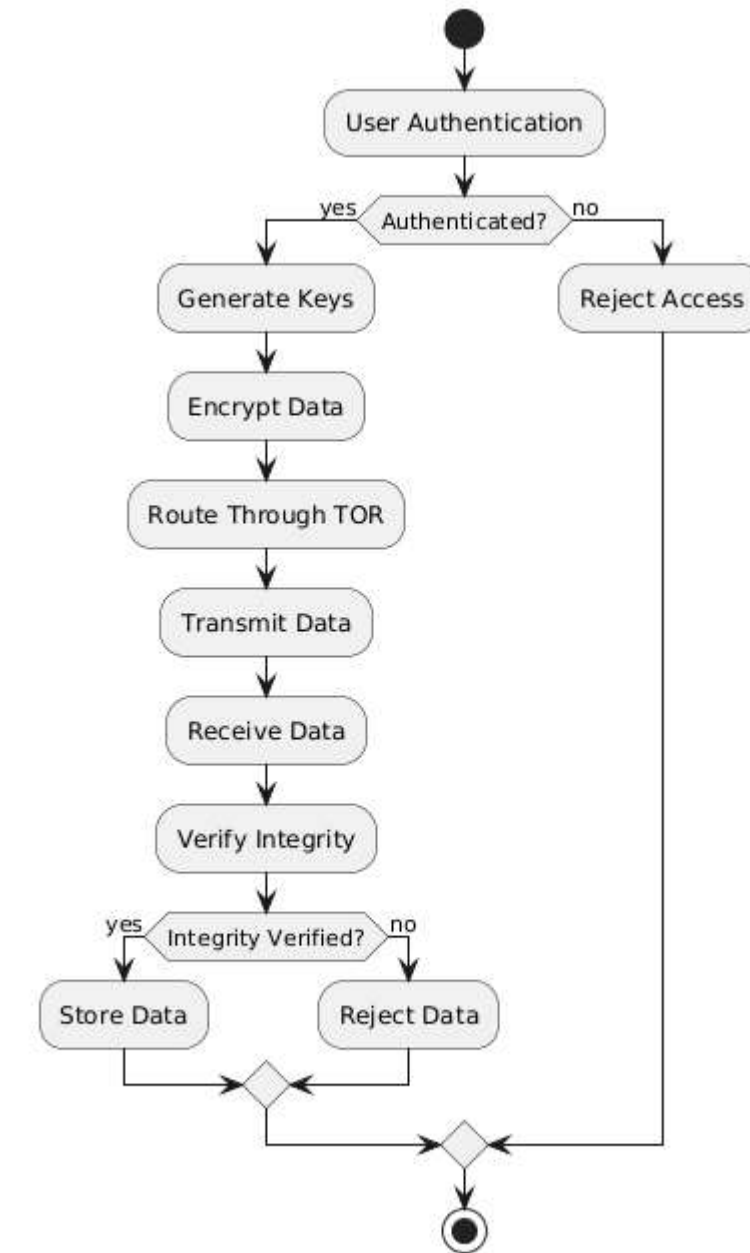 User Authentication
yes
Authenticated?
no
Generate Keys
Reject Access
Encrypt Data
Route Through TOR
Transmit Data
Receive Data
Verify Integrity
yes
Integrity Verified?
no
Store Data
Reject Data